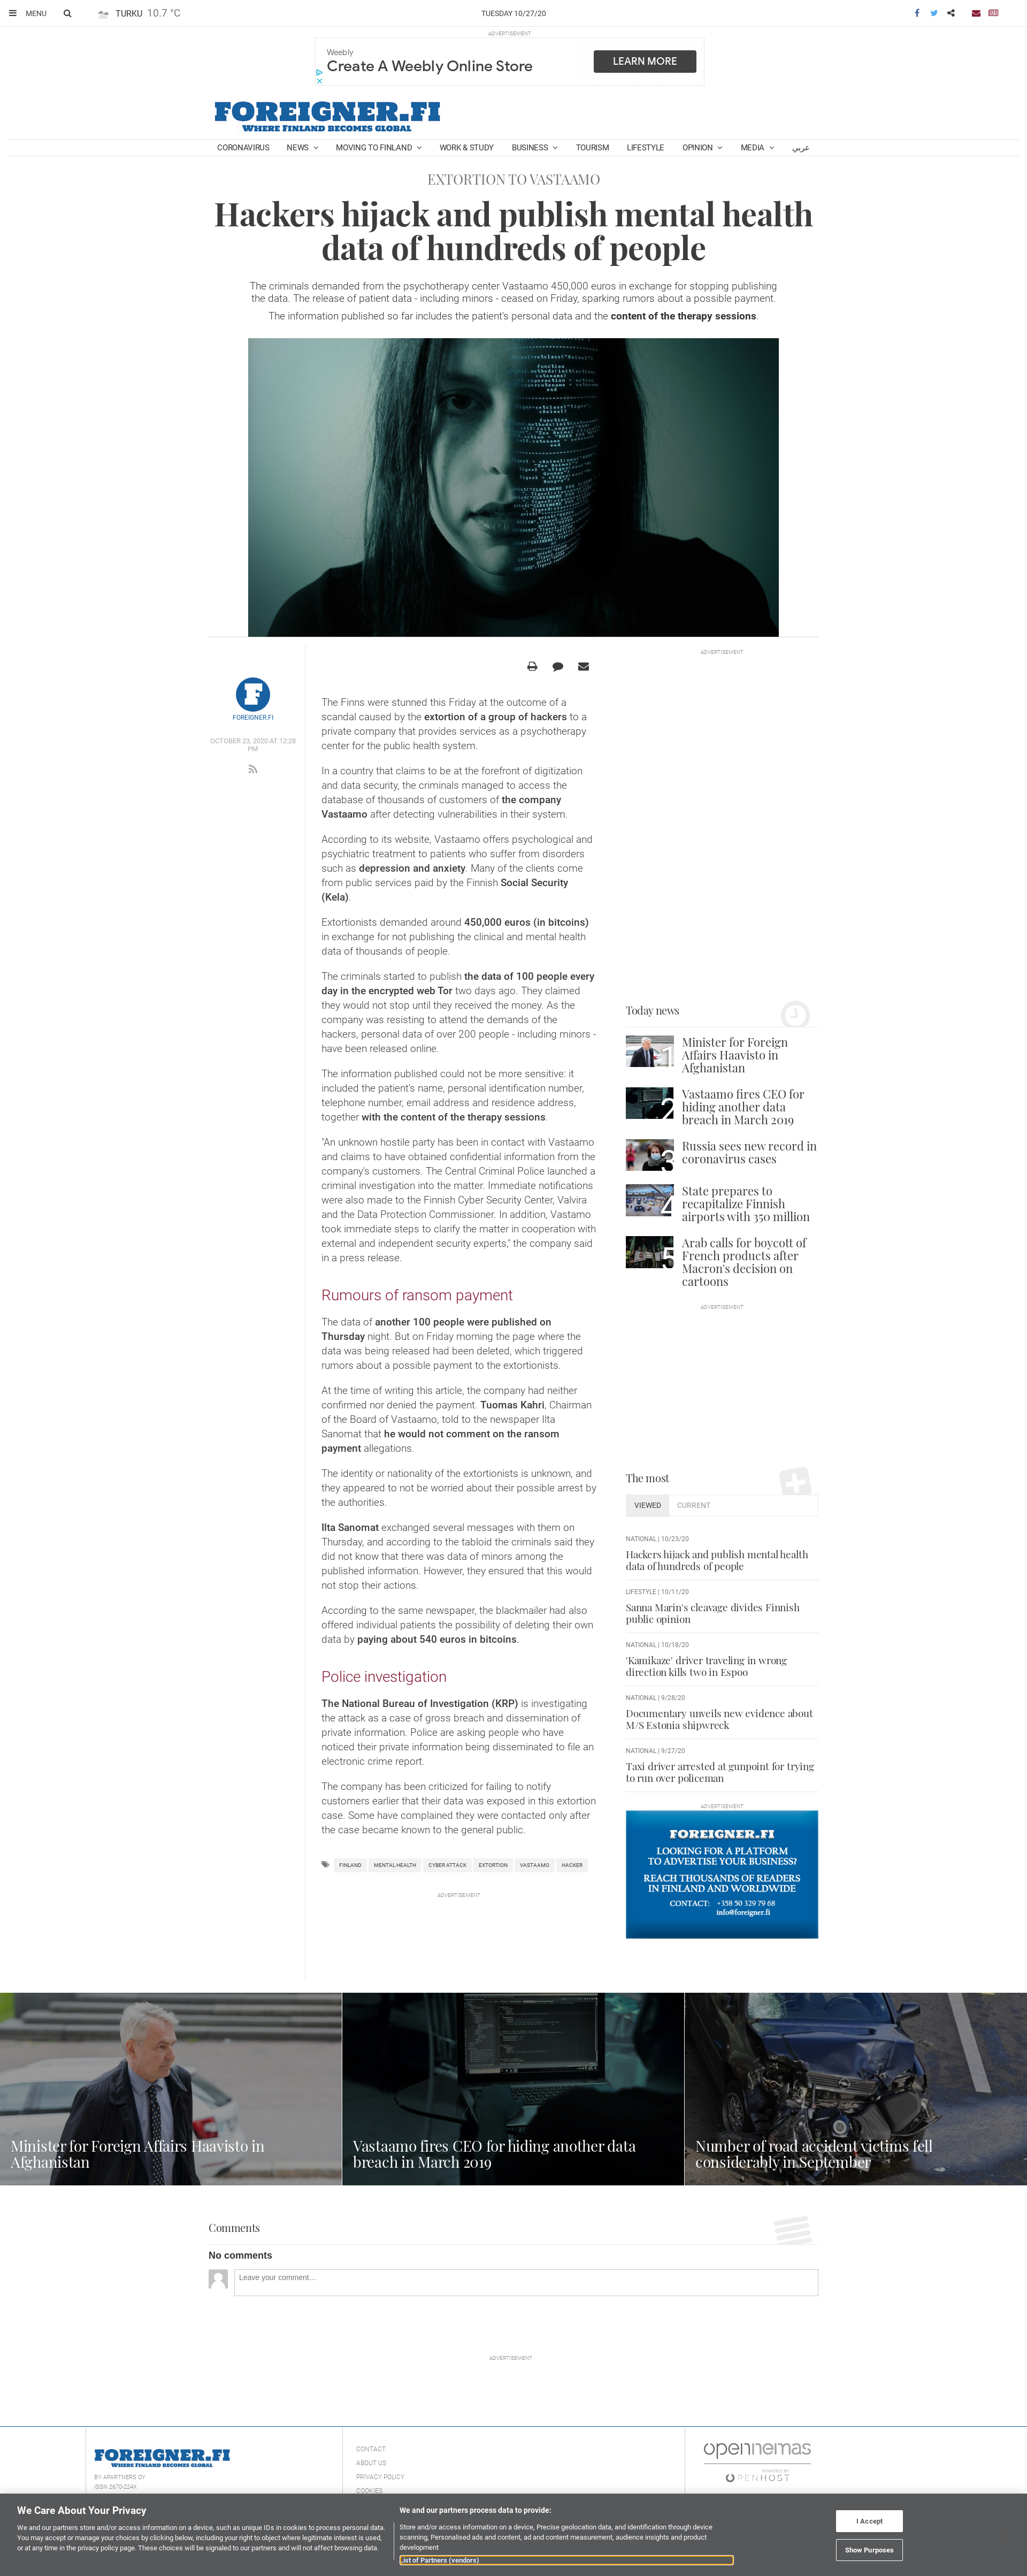 MENU
TURKU 10.7 °C
TUESDAY 10/27/20
ADVERTISEMENT
Weebly
Create A Weebly Online Store
LEARN MORE
FOREIGNER.FI
WHERE FINLAND BECOMES GLOBAL
CORONAVIRUS NEWS MOVING TO FINLAND WORK & STUDY BUSINESS TOURISM LIFESTYLE OPINION MEDIA عربي
EXTORTION TO VASTAAMO
Hackers hijack and publish mental health
data of hundreds of people
The criminals demanded from the psychotherapy center Vastaamo 450,000 euros in exchange for stopping publishing
the data. The release of patient data - including minors - ceased on Friday, sparking rumors about a possible payment.
The information published so far includes the patient's personal data and the content of the therapy sessions.
F
FOREIGNER.FI
OCTOBER 23, 2020 AT 12:28
PM
The Finns were stunned this Friday at the outcome of a
scandal caused by the extortion of a group of hackers to a
private company that provides services as a psychotherapy
center for the public health system.
In a country that claims to be at the forefront of digitization
and data security, the criminals managed to access the
database of thousands of customers of the company
Vastaamo after detecting vulnerabilities in their system.
According to its website, Vastaamo offers psychological and
psychiatric treatment to patients who suffer from disorders
such as depression and anxiety. Many of the clients come
from public services paid by the Finnish Social Security
(Kela).
Extortionists demanded around 450,000 euros (in bitcoins)
in exchange for not publishing the clinical and mental health
data of thousands of people.
The criminals started to publish the data of 100 people every
day in the encrypted web Tor two days ago. They claimed
they would not stop until they received the money. As the
company was resisting to attend the demands of the
hackers, personal data of over 200 people - including minors -
have been released online.
The information published could not be more sensitive: it
included the patient's name, personal identification number,
telephone number, email address and residence address,
together with the content of the therapy sessions.
"An unknown hostile party has been in contact with Vastaamo
and claims to have obtained confidential information from the
company's customers. The Central Criminal Police launched a
criminal investigation into the matter. Immediate notifications
were also made to the Finnish Cyber Security Center, Valvira
and the Data Protection Commissioner. In addition, Vastamo
took immediate steps to clarify the matter in cooperation with
external and independent security experts," the company said
in a press release.
Rumours of ransom payment
The data of another 100 people were published on
Thursday night. But on Friday morning the page where the
data was being released had been deleted, which triggered
rumors about a possible payment to the extortionists.
At the time of writing this article, the company had neither
confirmed nor denied the payment. Tuomas Kahri, Chairman
of the Board of Vastaamo, told to the newspaper Ilta
Sanomat that he would not comment on the ransom
payment allegations.
The identity or nationality of the extortionists is unknown, and
they appeared to not be worried about their possible arrest by
the authorities.
Ilta Sanomat exchanged several messages with them on
Thursday, and according to the tabloid the criminals said they
did not know that there was data of minors among the
published information. However, they ensured that this would
not stop their actions.
According to the same newspaper, the blackmailer had also
offered individual patients the possibility of deleting their own
data by paying about 540 euros in bitcoins.
Police investigation
The National Bureau of Investigation (KRP) is investigating
the attack as a case of gross breach and dissemination of
private information. Police are asking people who have
noticed their private information being disseminated to file an
electronic crime report.
The company has been criticized for failing to notify
customers earlier that their data was exposed in this extortion
case. Some have complained they were contacted only after
the case became known to the general public.
FINLAND MENTAL HEALTH CYBER ATTACK EXTORTION VASTAAMO HACKER
ADVERTISEMENT
ADVERTISEMENT
Today news
1
Minister for Foreign
Affairs Haavisto in
Afghanistan
2
Vastaamo fires CEO for
hiding another data
breach in March 2019
3
Russia sees new record in
coronavirus cases
4
State prepares to
recapitalize Finnish
airports with 350 million
5
Arab calls for boycott of
French products after
Macron's decision on
cartoons
ADVERTISEMENT
The most
VIEWED CURRENT
NATIONAL | 10/23/20
Hackers hijack and publish mental health
data of hundreds of people
LIFESTYLE | 10/11/20
Sanna Marin's cleavage divides Finnish
public opinion
NATIONAL | 10/18/20
'Kamikaze' driver traveling in wrong
direction kills two in Espoo
NATIONAL | 9/28/20
Documentary unveils new evidence about
M/S Estonia shipwreck
NATIONAL | 9/27/20
Taxi driver arrested at gunpoint for trying
to run over policeman
ADVERTISEMENT
FOREIGNER.FI
LOOKING FOR A PLATFORM
TO ADVERTISE YOUR BUSINESS?
REACH THOUSANDS OF READERS
IN FINLAND AND WORLDWIDE
CONTACT: +358 50 329 79 68
info@foreigner.fi
Minister for Foreign Affairs Haavisto in
Afghanistan
Vastaamo fires CEO for hiding another data
breach in March 2019
Number of road accident victims fell
considerably in September
Comments
No comments
Leave your comment...
ADVERTISEMENT
FOREIGNER.FI
WHERE FINLAND BECOMES GLOBAL
BY APARTNERS OY
ISSN 2670-224X
CONTACT
ABOUT US
PRIVACY POLICY
COOKIES
opennemas
POWERED BY
OPENHOST
We Care About Your Privacy
We and our partners store and/or access information on a device, such as unique IDs in cookies to process personal data.
You may accept or manage your choices by clicking below, including your right to object where legitimate interest is used,
or at any time in the privacy policy page. These choices will be signaled to our partners and will not affect browsing data.
We and our partners process data to provide:
Store and/or access information on a device, Precise geolocation data, and identification through device
scanning, Personalised ads and content, ad and content measurement, audience insights and product
development
List of Partners (vendors)
I Accept
Show Purposes